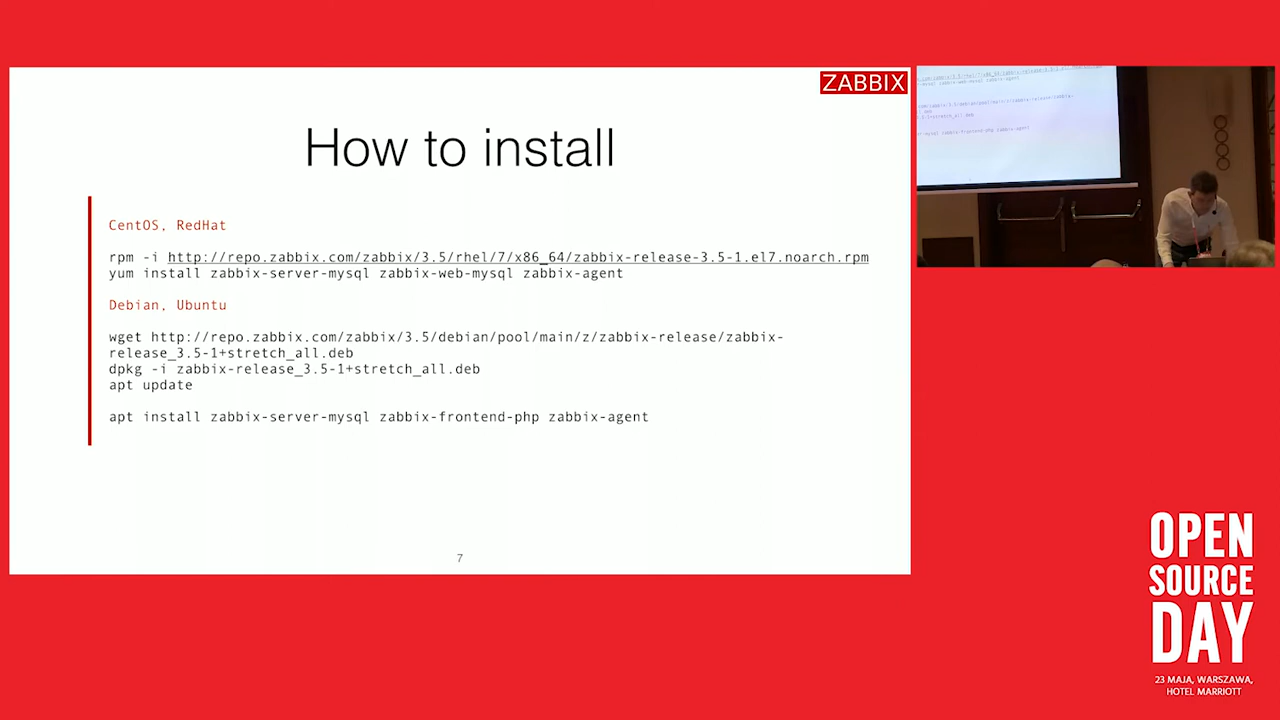 ZABBIX
How to install
CentOS, RedHat
rpm -i http://repo.zabbix.com/zabbix/3.5/rhel/7/x86_64/zabbix-release-3.5-1.el7.noarch.rpm
yum install zabbix-server-mysql zabbix-web-mysql zabbix-agent
Debian, Ubuntu
wget http://repo.zabbix.com/zabbix/3.5/debian/pool/main/z/zabbix-release/zabbix-
release_3.5-1+stretch_all.deb
dpkg -i zabbix-release_3.5-1+stretch_all.deb
apt update
apt install zabbix-server-mysql zabbix-frontend-php zabbix-agent
7
OPEN
SOURCE
DAY
23 MAJA, WARSZAWA,
HOTEL MARRIOTT